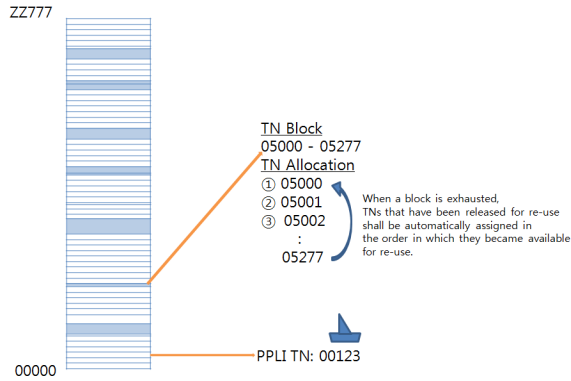 ZZ777
TN Block
05000 - 05277
TN Allocation
① 05000
② 05001
③ 05002
:
05277
When a block is exhausted,
TNs that have been released for re-use
shall be automatically assigned in
the order in which they became available
for re-use.
PPLI TN: 00123
00000